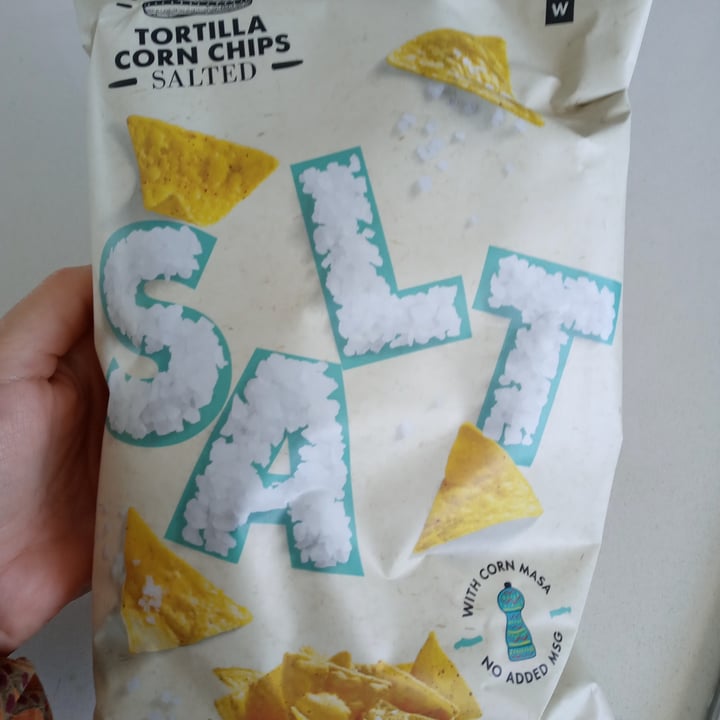 W
TORTILLA
CORN CHIPS
SALTED
SALT
WITH CORN MASA
NO ADDED MSG